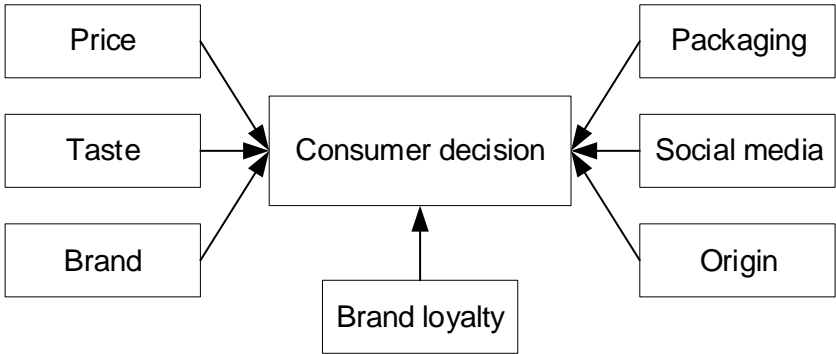 Price
Packaging
Taste
Consumer decision
Social media
Brand
Origin
Brand loyalty